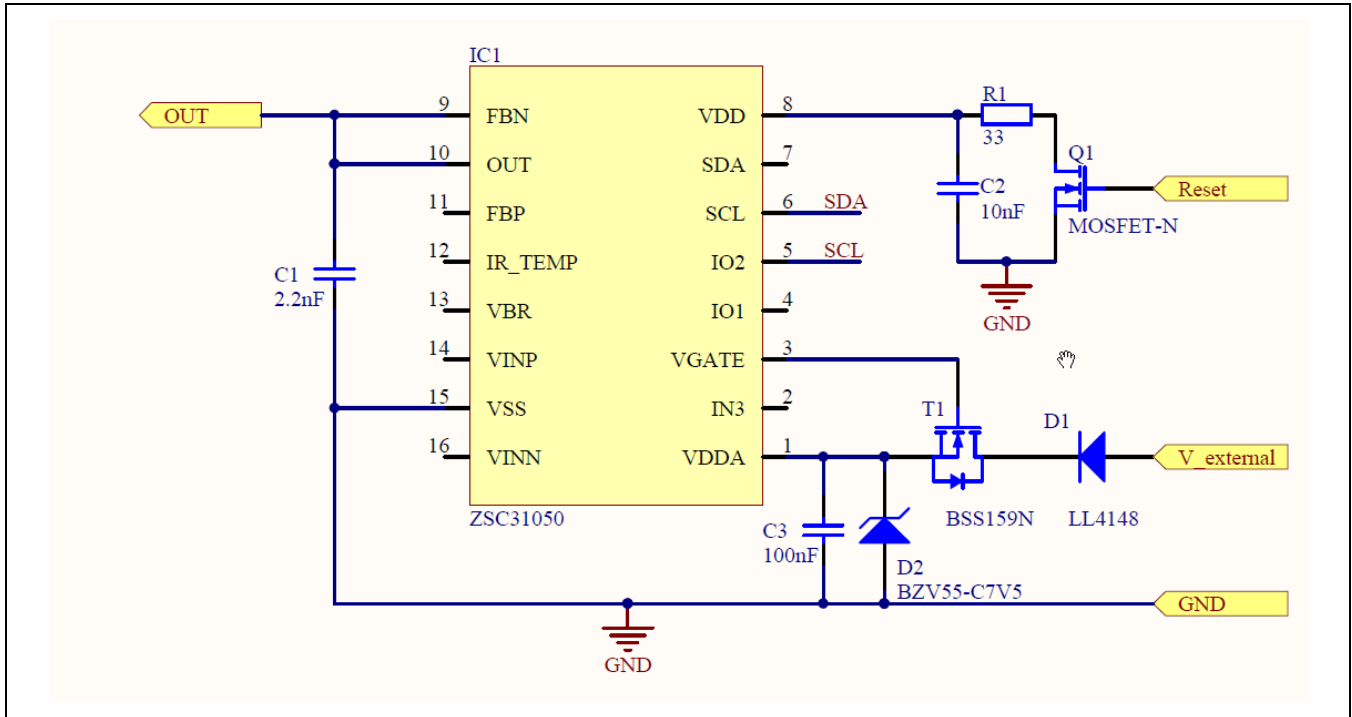 IC1
OUT
9 FBN VDD 8
10 OUT SDA 7
11 FBP SCL 6 SDA
12 IR_TEMP IO2 5 SCL
13 VBR IO1 4
14 VINP VGATE 3
15 VSS IN3 2
16 VINN VDDA 1
ZSC31050
C1
2.2nF
R1
33
C2
10nF
Q1
MOSFET-N
Reset
GND
T1
BSS159N
D1
LL4148
V_external
C3
100nF
D2
BZV55-C7V5
GND
GND